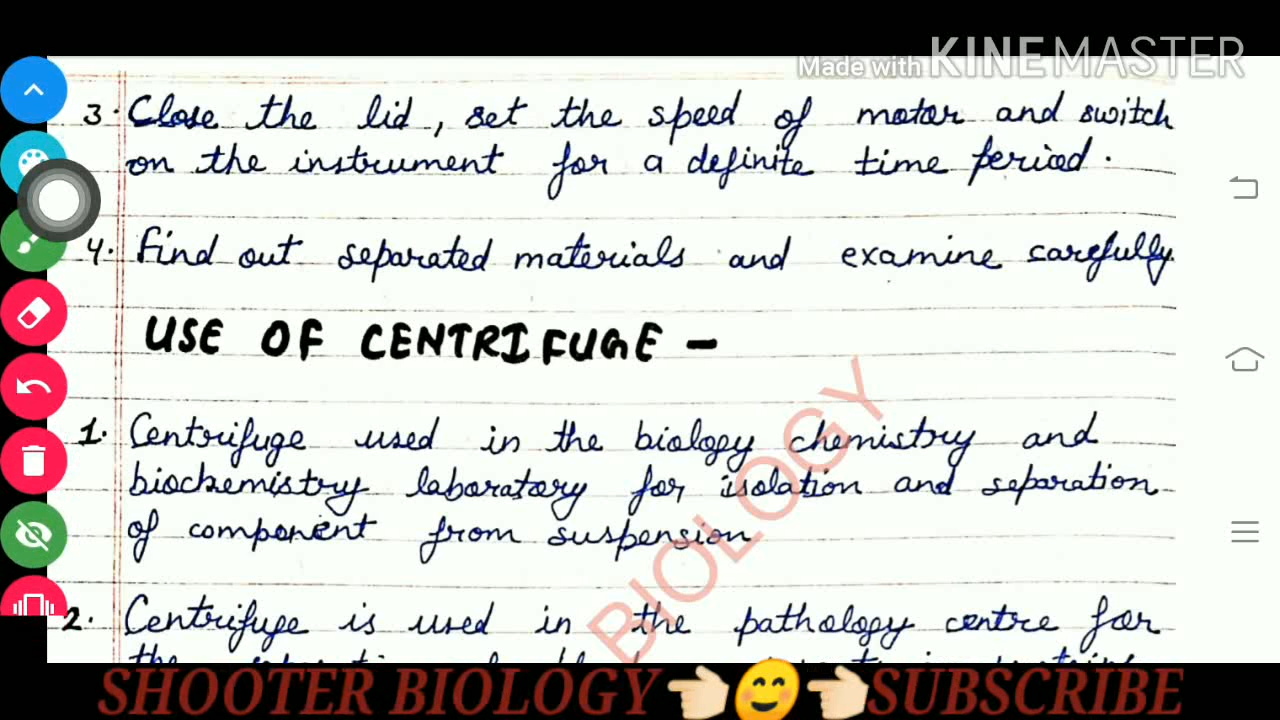 Made with KINEMASTER
3. Close the lid, set the speed of motor and switch
on the instrument for a definite time period.
4. Find out separated materials and examine carefully.
USE OF CENTRIFUGE -
1. Centrifuge used in the biology chemistry and
biochemistry laboratory for isolation and separation
of component from suspension
2. Centrifuge is used in the pathology centre for
the
BIOLOGY
SHOOTER BIOLOGY 👈🏻😊👈🏻SUBSCRIBE